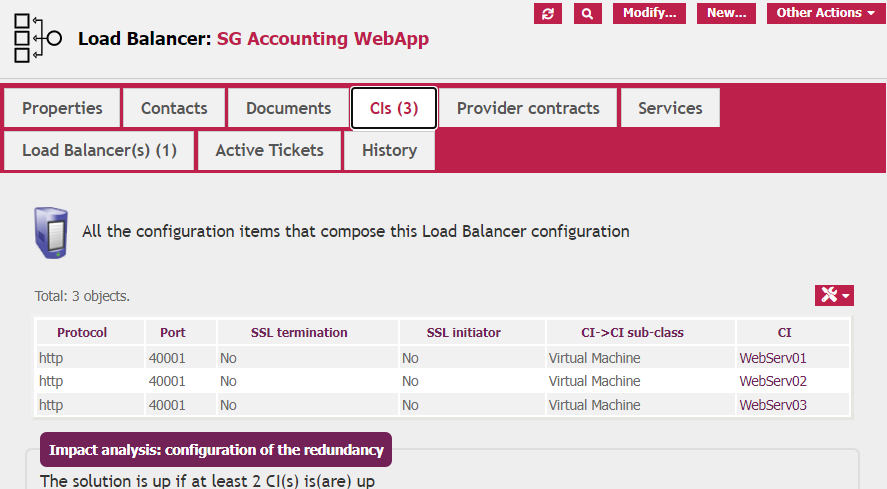 Modify... New... Other Actions
Load Balancer: SG Accounting WebApp
Properties Contacts Documents CIs (3) Provider contracts Services
Load Balancer(s) (1) Active Tickets History
All the configuration items that compose this Load Balancer configuration
Total: 3 objects.
Protocol Port SSL termination SSL initiator CI->CI sub-class CI
http 40001 No No Virtual Machine WebServ01
http 40001 No No Virtual Machine WebServ02
http 40001 No No Virtual Machine WebServ03
Impact analysis: configuration of the redundancy
The solution is up if at least 2 CI(s) is(are) up